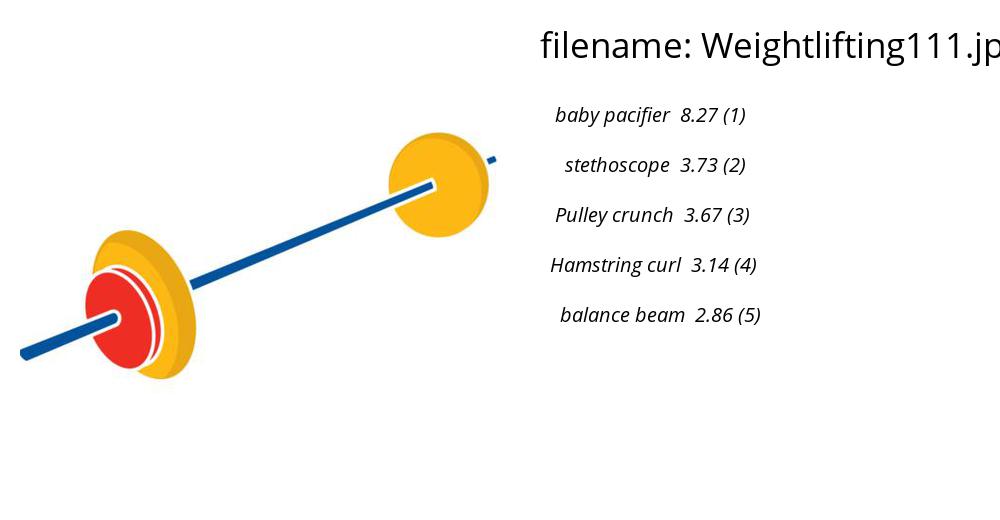 filename: Weightlifting111.jp
baby pacifier 8.27 (1)
stethoscope 3.73 (2)
Pulley crunch 3.67 (3)
Hamstring curl 3.14 (4)
balance beam 2.86 (5)